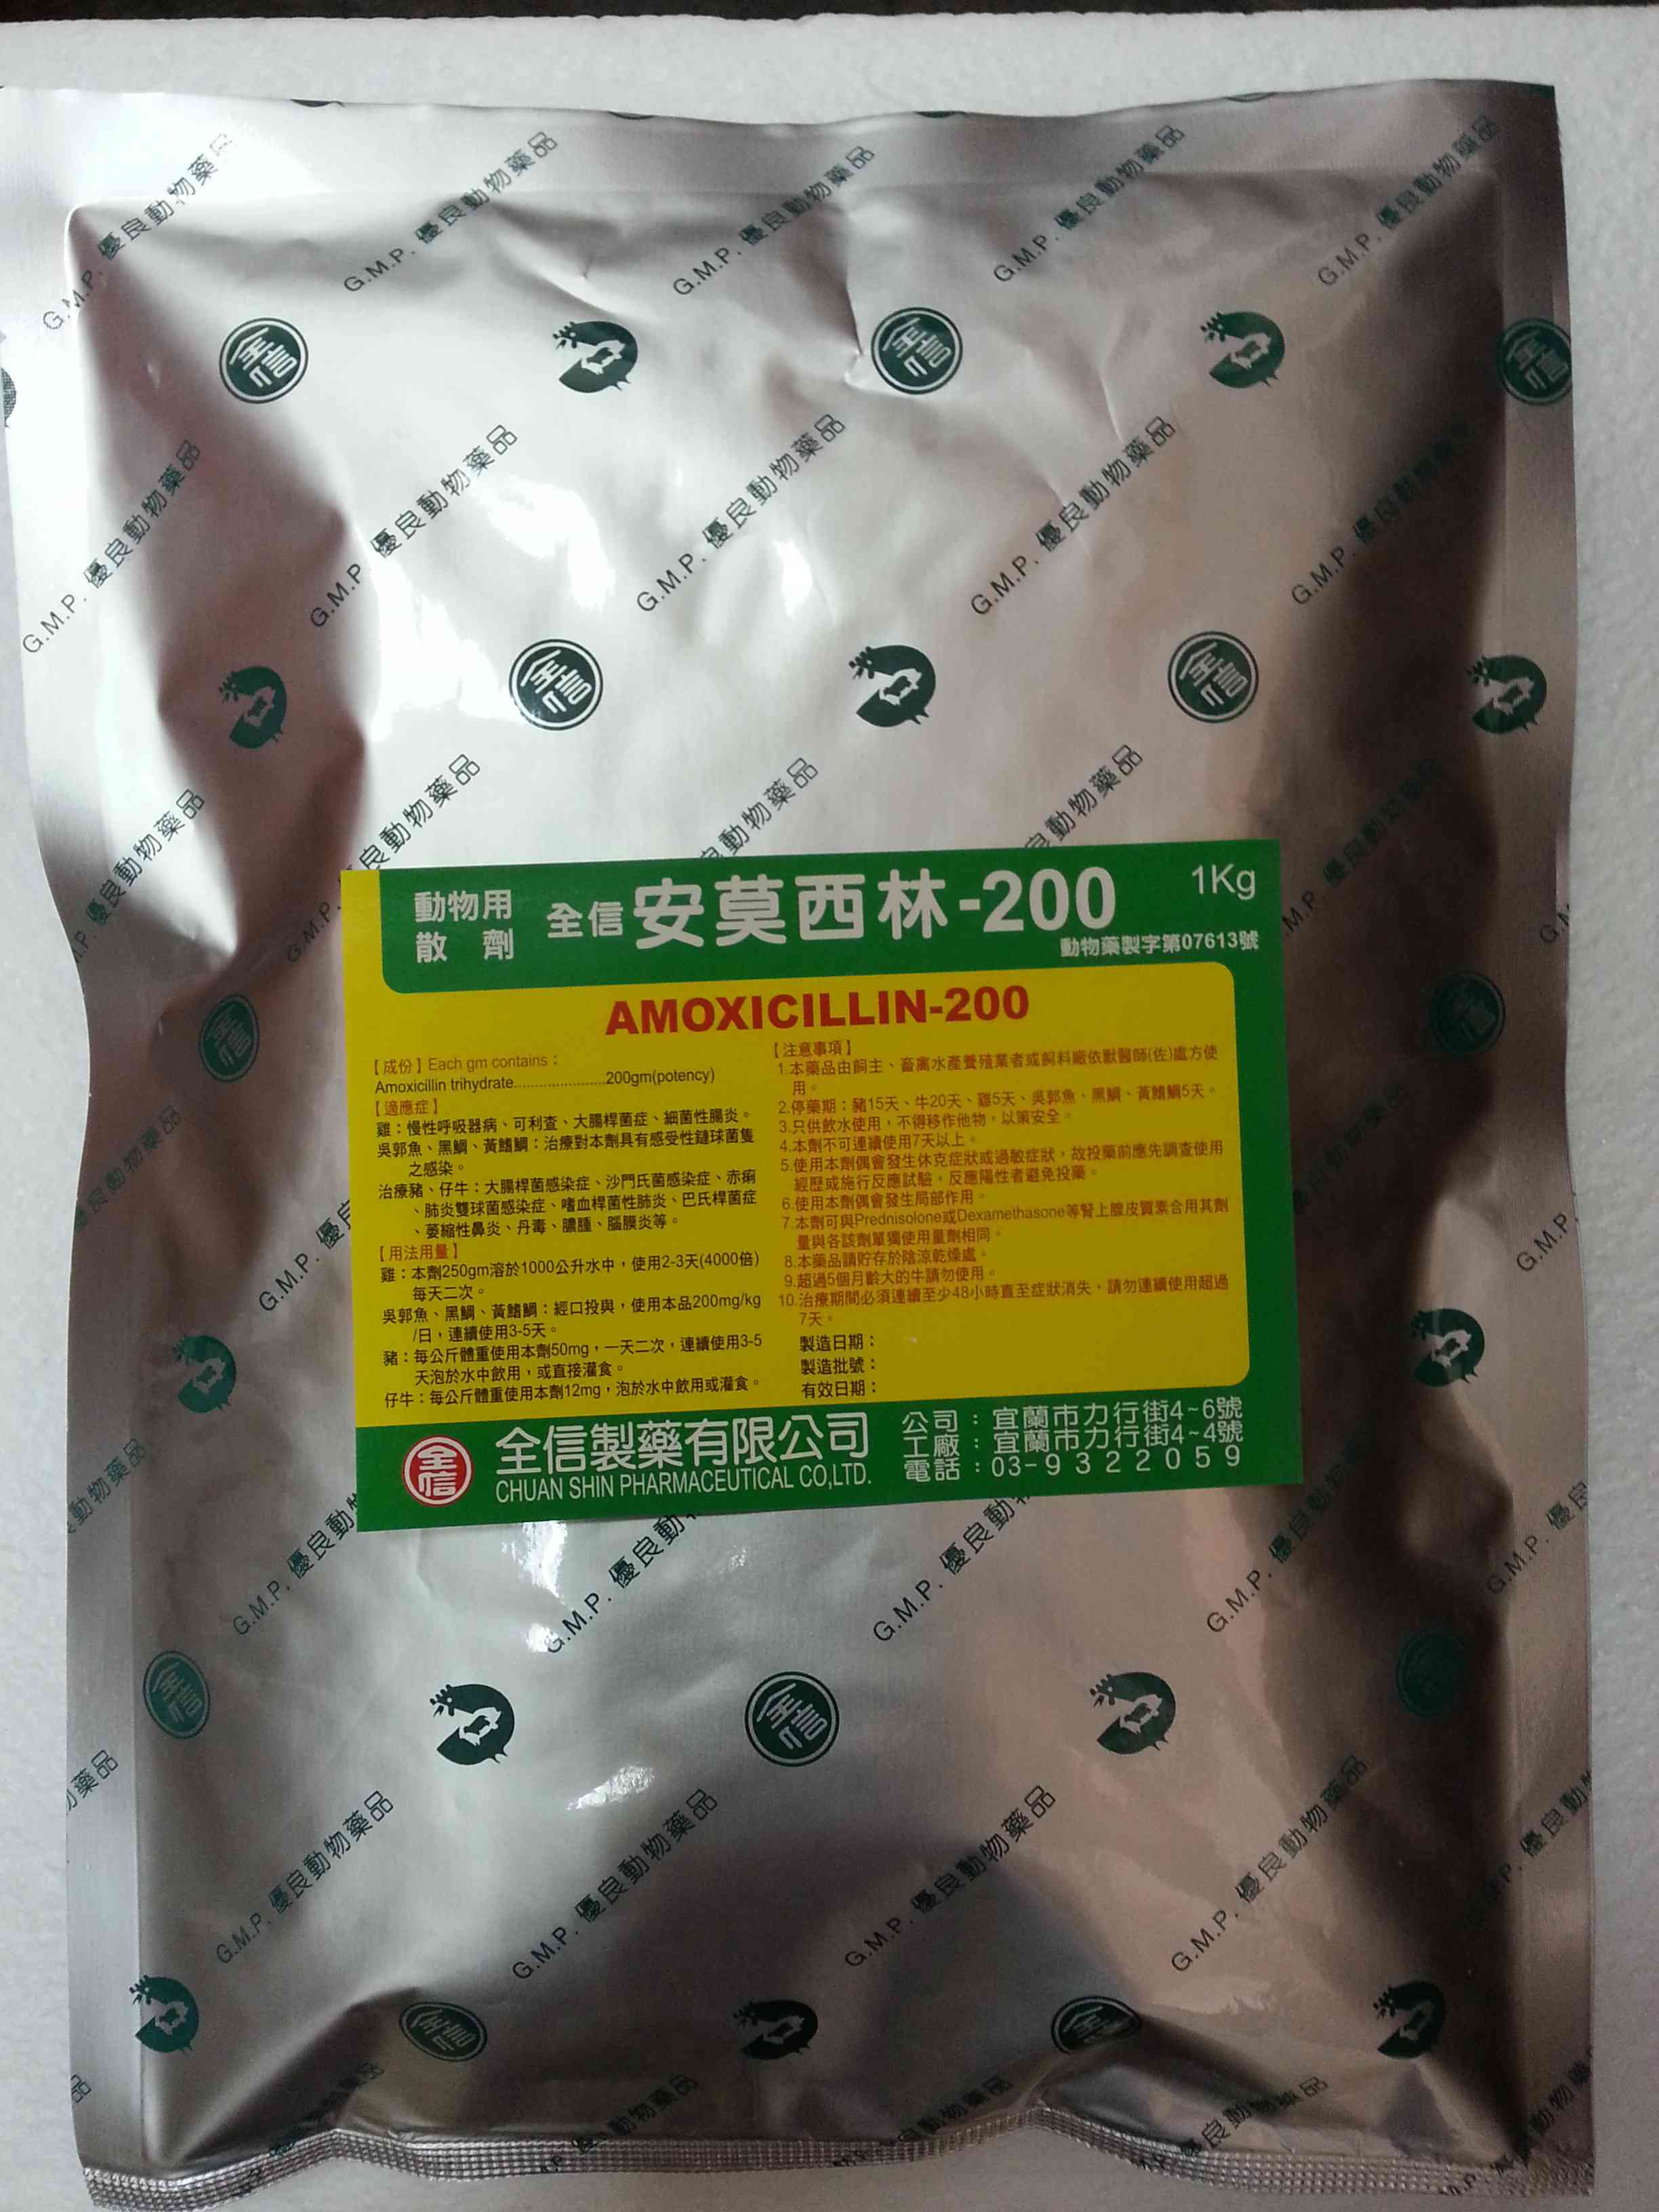 G.M.P. 優良動物藥品
全信
動物用
散劑
全信 安莫西林-200
1Kg
動物藥製字第07613號
AMOXICILLIN-200
【成份】Each gm contains：
Amoxicillin trihydrate......................200gm(potency)
【適應症】
雞：慢性呼吸器病、可利查、大腸桿菌症、細菌性腸炎。
吳郭魚、黑鯛、黃鰭鯛：治療對本劑具有感受性鏈球菌隻
之感染。
治療豬、仔牛：大腸桿菌感染症、沙門氏菌感染症、赤痢
、肺炎雙球菌感染症、嗜血桿菌性肺炎、巴氏桿菌症
、萎縮性鼻炎、丹毒、膿腫、腦膜炎等。
【用法用量】
雞：本劑250gm溶於1000公升水中，使用2-3天(4000倍)
每天二次。
吳郭魚、黑鯛、黃鰭鯛：經口投與，使用本品200mg/kg
/日，連續使用3-5天。
豬：每公斤體重使用本劑50mg，一天二次，連續使用3-5
天泡於水中飲用，或直接灌食。
仔牛：每公斤體重使用本劑12mg，泡於水中飲用或灌食。
【注意事項】
1.本藥品由飼主、畜禽水產養殖業者或飼料廠依獸醫師(佐)處方使
用。
2.停藥期：豬15天、牛20天、雞5天、吳郭魚、黑鯛、黃鰭鯛5天。
3.只供飲水使用，不得移作他物，以策安全。
4.本劑不可連續使用7天以上。
5.使用本劑偶會發生休克症狀或過敏症狀，故投藥前應先調查使用
經歷或施行反應試驗，反應陽性者避免投藥。
6.使用本劑偶會發生局部作用。
7.本劑可與Prednisolone或Dexamethasone等腎上腺皮質素合用其劑
量與各該劑單獨使用量劑相同。
8.本藥品請貯存於陰涼乾燥處。
9.超過5個月齡大的牛請勿使用。
10.治療期間必須連續至少48小時直至症狀消失，請勿連續使用超過
7天。
製造日期：
製造批號：
有效日期：
全信
全信製藥有限公司
CHUAN SHIN PHARMACEUTICAL CO,LTD.
公司：宜蘭市力行街4~6號
工廠：宜蘭市力行街4~4號
電話：03-9322059